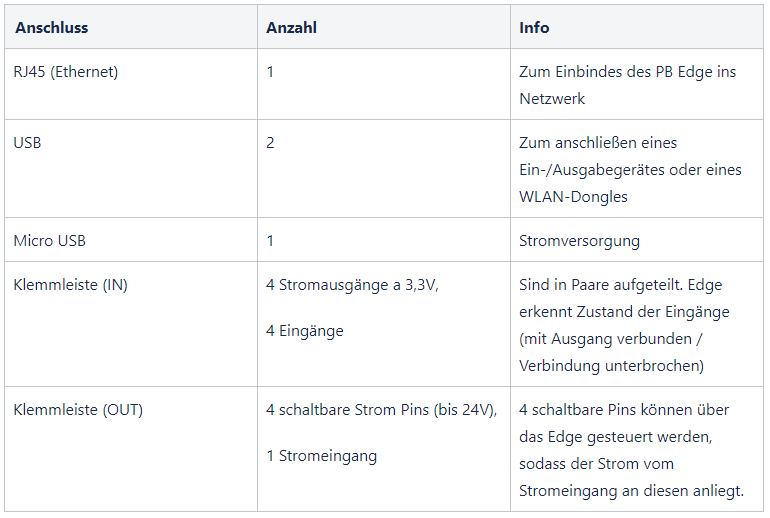 Anschluss Anzahl Info
RJ45 (Ethernet) 1 Zum Einbindes des PB Edge ins
Netzwerk
USB 2 Zum anschließen eines
Ein-/Ausgabegerätes oder eines
WLAN-Dongles
Micro USB 1 Stromversorgung
Klemmleiste (IN) 4 Stromausgänge a 3,3V, Sind in Paare aufgeteilt. Edge
erkennt Zustand der Eingänge
4 Eingänge (mit Ausgang verbunden /
Verbindung unterbrochen)
Klemmleiste (OUT) 4 schaltbare Strom Pins (bis 24V), 4 schaltbare Pins können über
das Edge gesteuert werden,
1 Stromeingang sodass der Strom vom
Stromeingang an diesen anliegt.